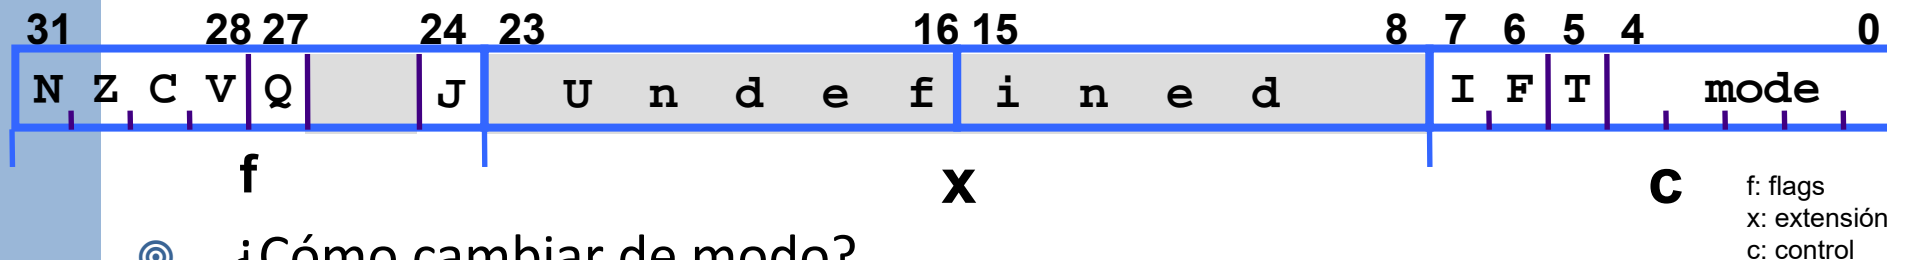 31 28 27 24 23 16 15 8 7 6 5 4 0
N Z C V Q J U n d e f i n e d I F T mode
f x c
f: flags
x: extensión
c: control
¿Cómo cambiar de modo?